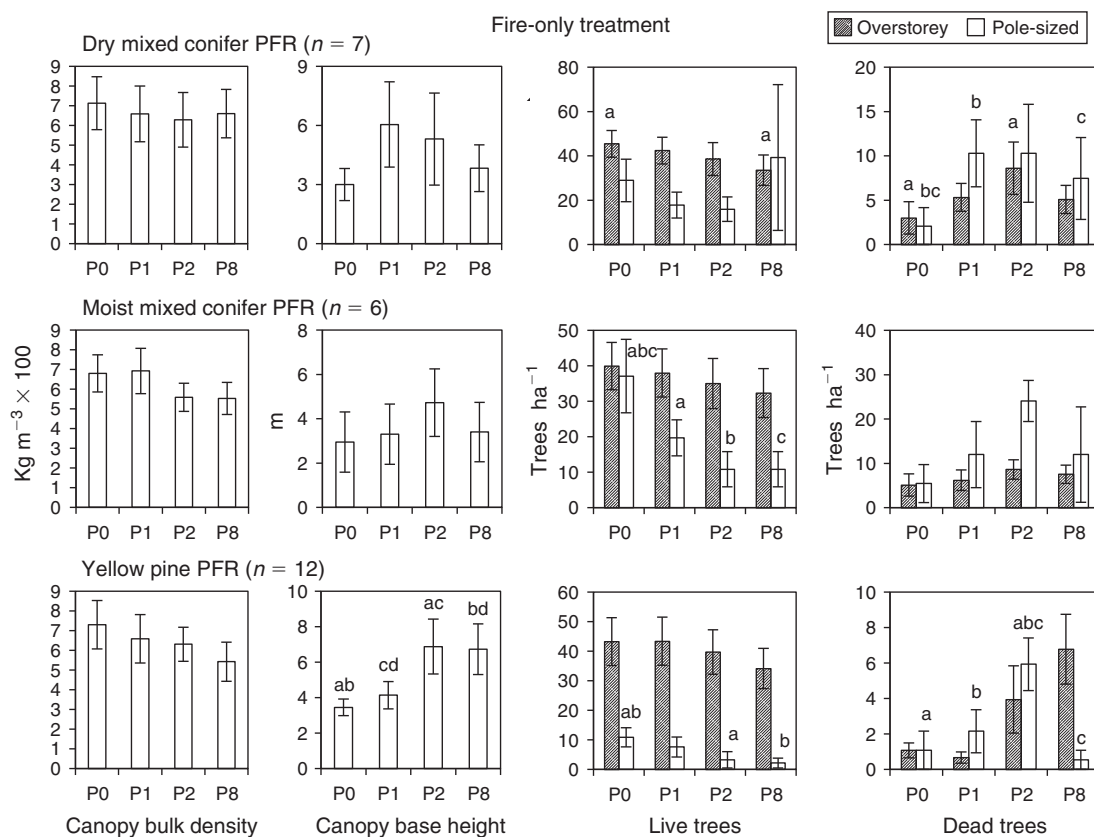 Fire-only treatment
Overstorey Pole-sized
Dry mixed conifer PFR (n = 7)
9
8
7
6
5
4
3
2
1
0
P0 P1 P2 P8
9
6
3
0
P0 P1 P2 P8
80
60
40
20
0
a a
P0 P1 P2 P8
20
15
10
5
0
a bc b a c
P0 P1 P2 P8
Moist mixed conifer PFR (n = 6)
Kg m−3 × 100
9
8
7
6
5
4
3
2
1
0
P0 P1 P2 P8
m
8
6
4
2
0
P0 P1 P2 P8
Trees ha−1
50
40
30
20
10
0
abc a b c
P0 P1 P2 P8
Trees ha−1
40
30
20
10
0
P0 P1 P2 P8
Yellow pine PFR (n = 12)
9
8
7
6
5
4
3
2
1
0
P0 P1 P2 P8
Canopy bulk density
10
8
6
4
2
0
ab cd ac bd
P0 P1 P2 P8
Canopy base height
60
50
40
30
20
10
0
ab a b
P0 P1 P2 P8
Live trees
10
8
6
4
2
0
a b abc c
P0 P1 P2 P8
Dead trees